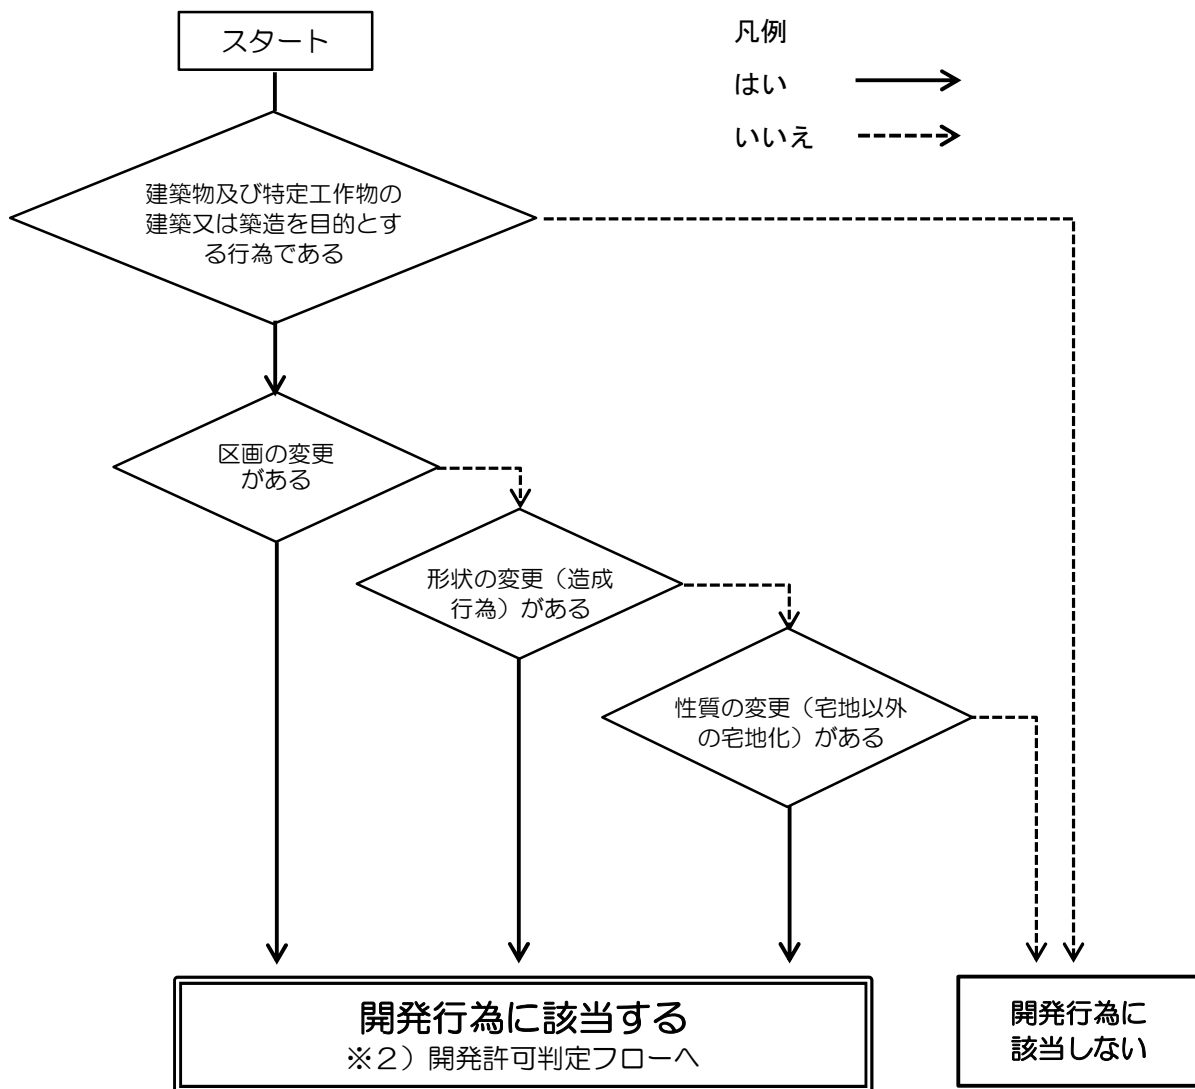 スタート
凡例
はい
いいえ
建築物及び特定工作物の
建築又は築造を目的とす
る行為である
区画の変更
がある
形状の変更（造成
行為）がある
性質の変更（宅地以外
の宅地化）がある
開発行為に該当する
※２）開発許可判定フローへ
開発行為に
該当しない